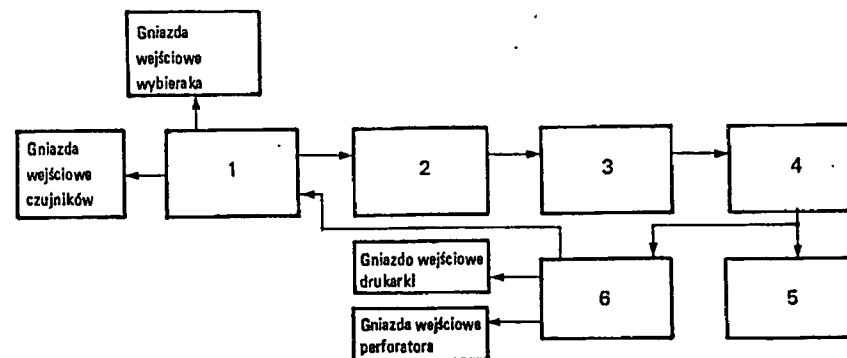 Gniazda
wejściowe
wybieraka
Gniazda
wejściowe
czujników
1
2
3
4
Gniazdo wejściowe
drukarki
Gniazda wejściowe
perforatora
6
5